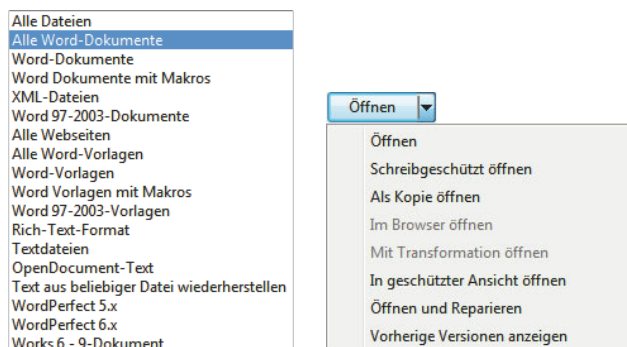 Alle Dateien
Alle Word-Dokumente
Word-Dokumente
Word Dokumente mit Makros
XML-Dateien
Word 97-2003-Dokumente
Alle Webseiten
Alle Word-Vorlagen
Word-Vorlagen
Word Vorlagen mit Makros
Word 97-2003-Vorlagen
Rich-Text-Format
Textdateien
OpenDocument-Text
Text aus beliebiger Datei wiederherstellen
WordPerfect 5.x
WordPerfect 6.x
Works 6 - 9-Dokument
Öffnen
Öffnen
Schreibgeschützt öffnen
Als Kopie öffnen
Im Browser öffnen
Mit Transformation öffnen
In geschützter Ansicht öffnen
Öffnen und Reparieren
Vorherige Versionen anzeigen